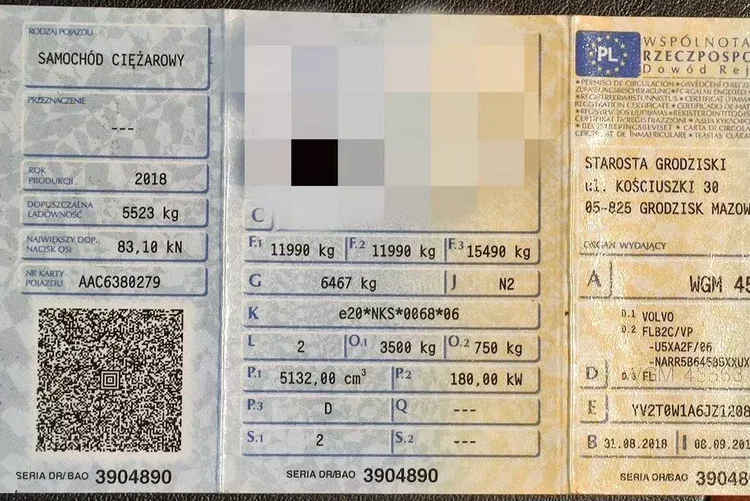 RODZAJ POJAZDU
SAMOCHÓD CIĘŻAROWY
PRZEZNACZENIE
---
ROK
PRODUKCJI
2018
DOPUSZCZALNA
ŁADOWNOŚĆ
5523 kg
NAJWIĘKSZY DOP.
NACISK OSI
83,10 kN
NR KARTY
POJAZDU
AAC6380279
SERIA DR/BAO 3904890
C
F.1 11990 kg F.2 11990 kg F.3 15490 kg
G 6467 kg J N2
K e20*NKS*0068*06
L 2 O.1 3500 kg O.2 750 kg
P.1 5132,00 cm³ P.2 180,00 kW
P.3 D Q ---
S.1 2 S.2 ---
SERIA DR/BAO 3904890
PL
WSPÓLNOTA
RZECZPOSPO
Dowód Rej
STAROSTA GRODZISKI
ul. KOŚCIUSZKI 30
05-825 GRODZISK MAZOW
ORGAN WYDAJĄCY
A WGM 45
D.1 VOLVO
D.2 FLB2C/VP
-U5XA2F/06
D D.3 FL
E YV2T0W1A6JZ1208
B 31.08.2018 I 08.09.201
SERIA DR/BAO 39048